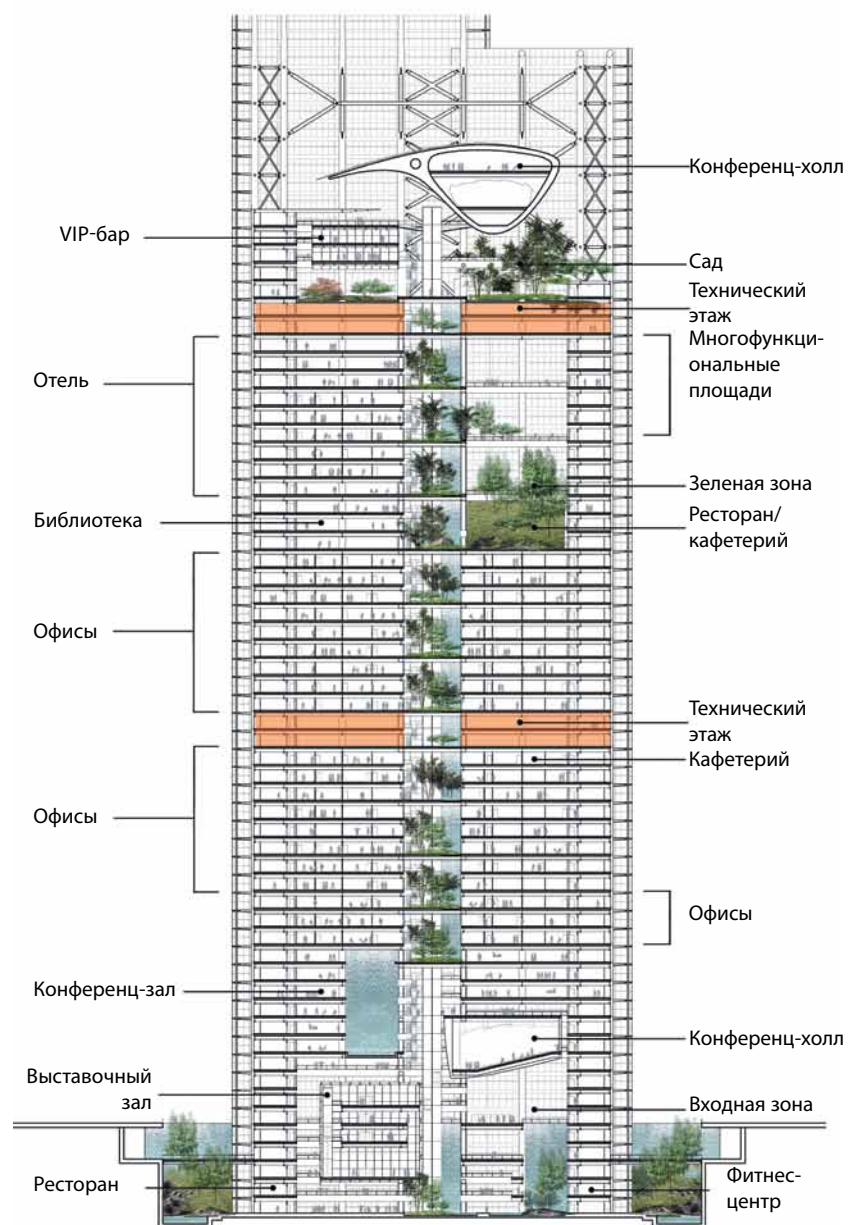 Конференц-холл
VIP-бар
Сад
Технический
этаж
Многофункци-
ональные
площади
Отель
Зеленая зона
Библиотека
Ресторан/
кафетерий
Офисы
Технический
этаж
Кафетерий
Офисы
Офисы
Конференц-зал
Конференц-холл
Выставочный
зал
Входная зона
Ресторан
Фитнес-
центр